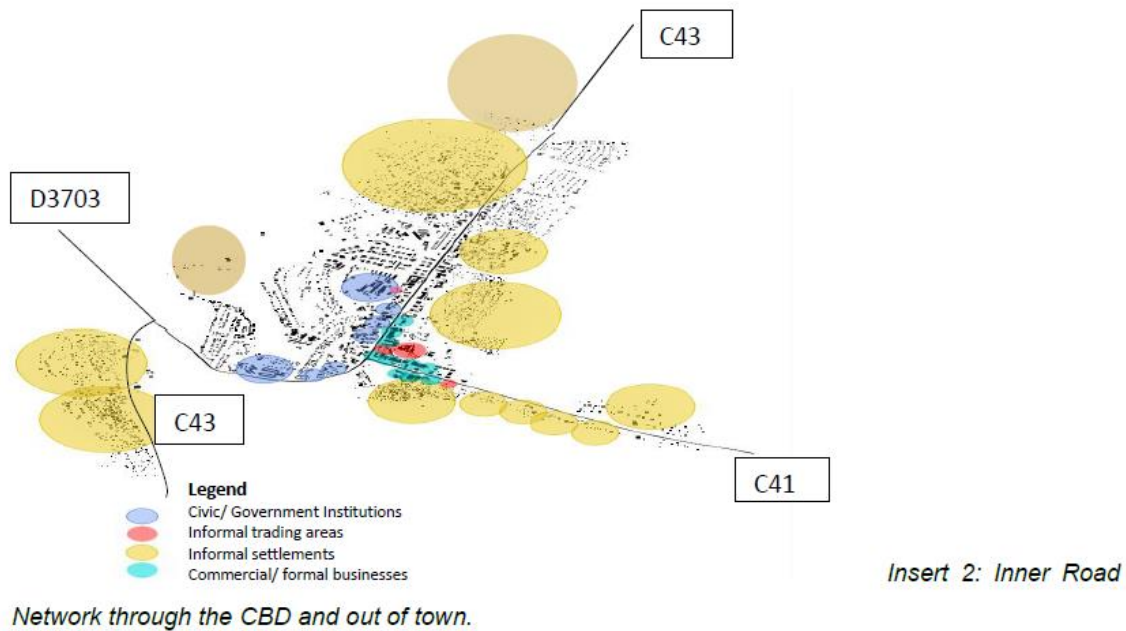 C43
D3703
C43
C41
Legend
Civic/ Government Institutions
Informal trading areas
Informal settlements
Commercial/ formal businesses
Insert 2: Inner Road
Network through the CBD and out of town.